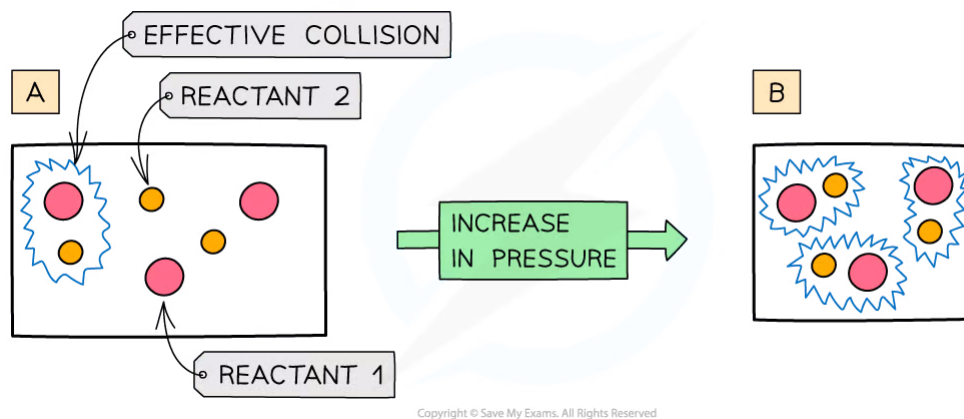 EFFECTIVE COLLISION
A
REACTANT 2
B
INCREASE
IN PRESSURE
REACTANT 1
Copyright © Save My Exams. All Rights Reserved